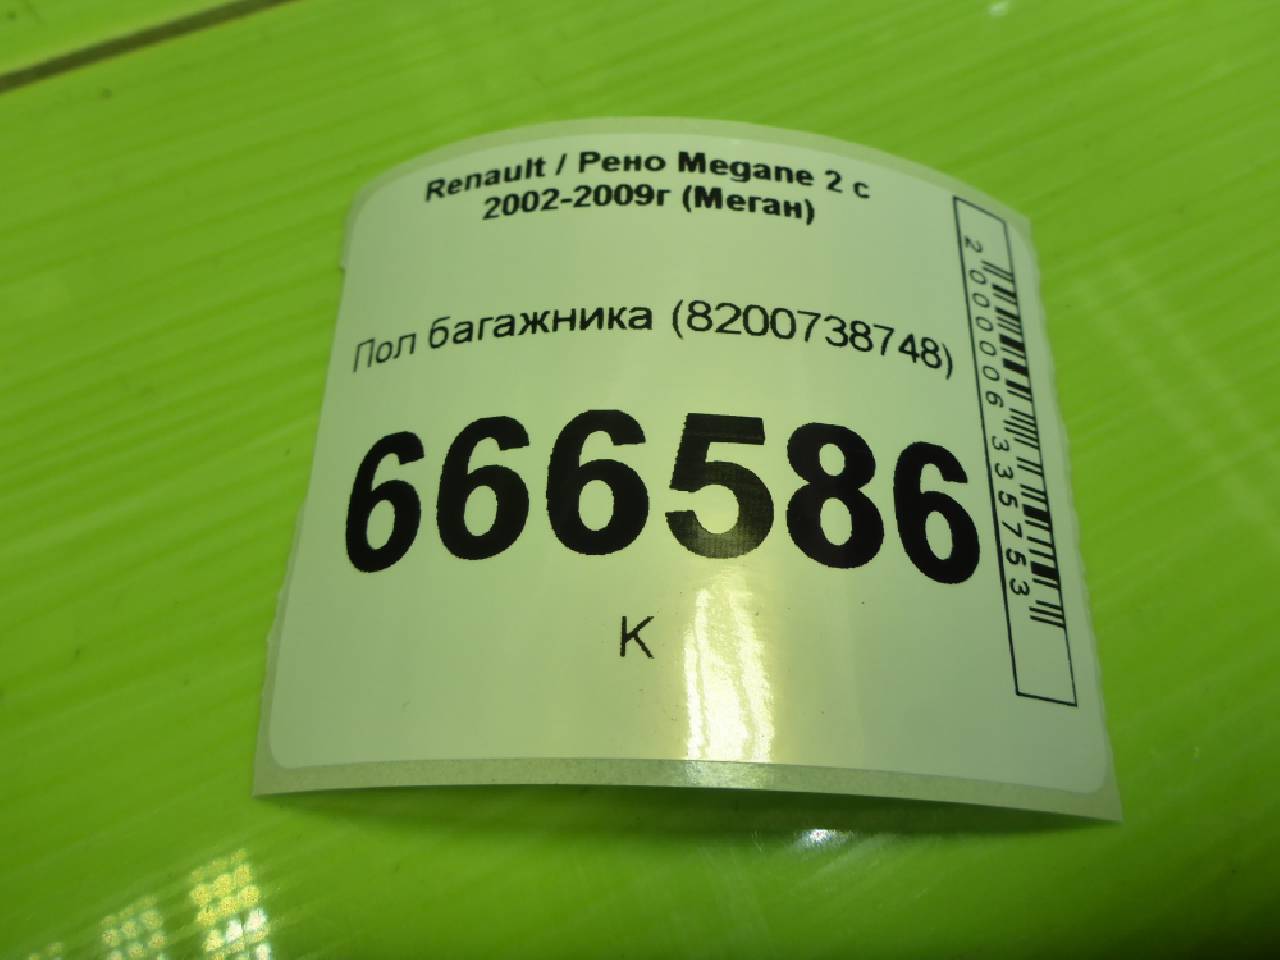 Renault / Рено Megane 2 с
2002-2009г (Меган)
Пол багажника (8200738748)
666586
К
2000006335753